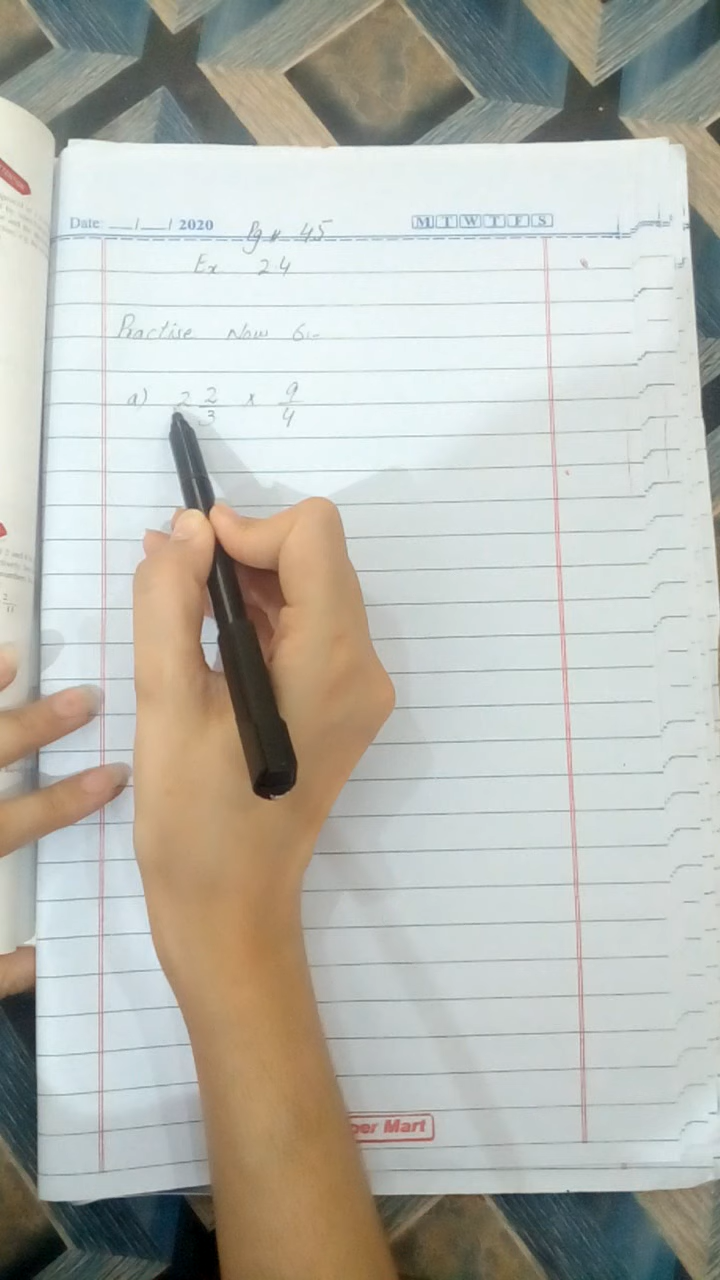 Date __/__/ 2020 Pg # 45 M T W T F S
Ex 2.4
Practise Now 6:-
a) 2 2/3 x 9/4
per Mart